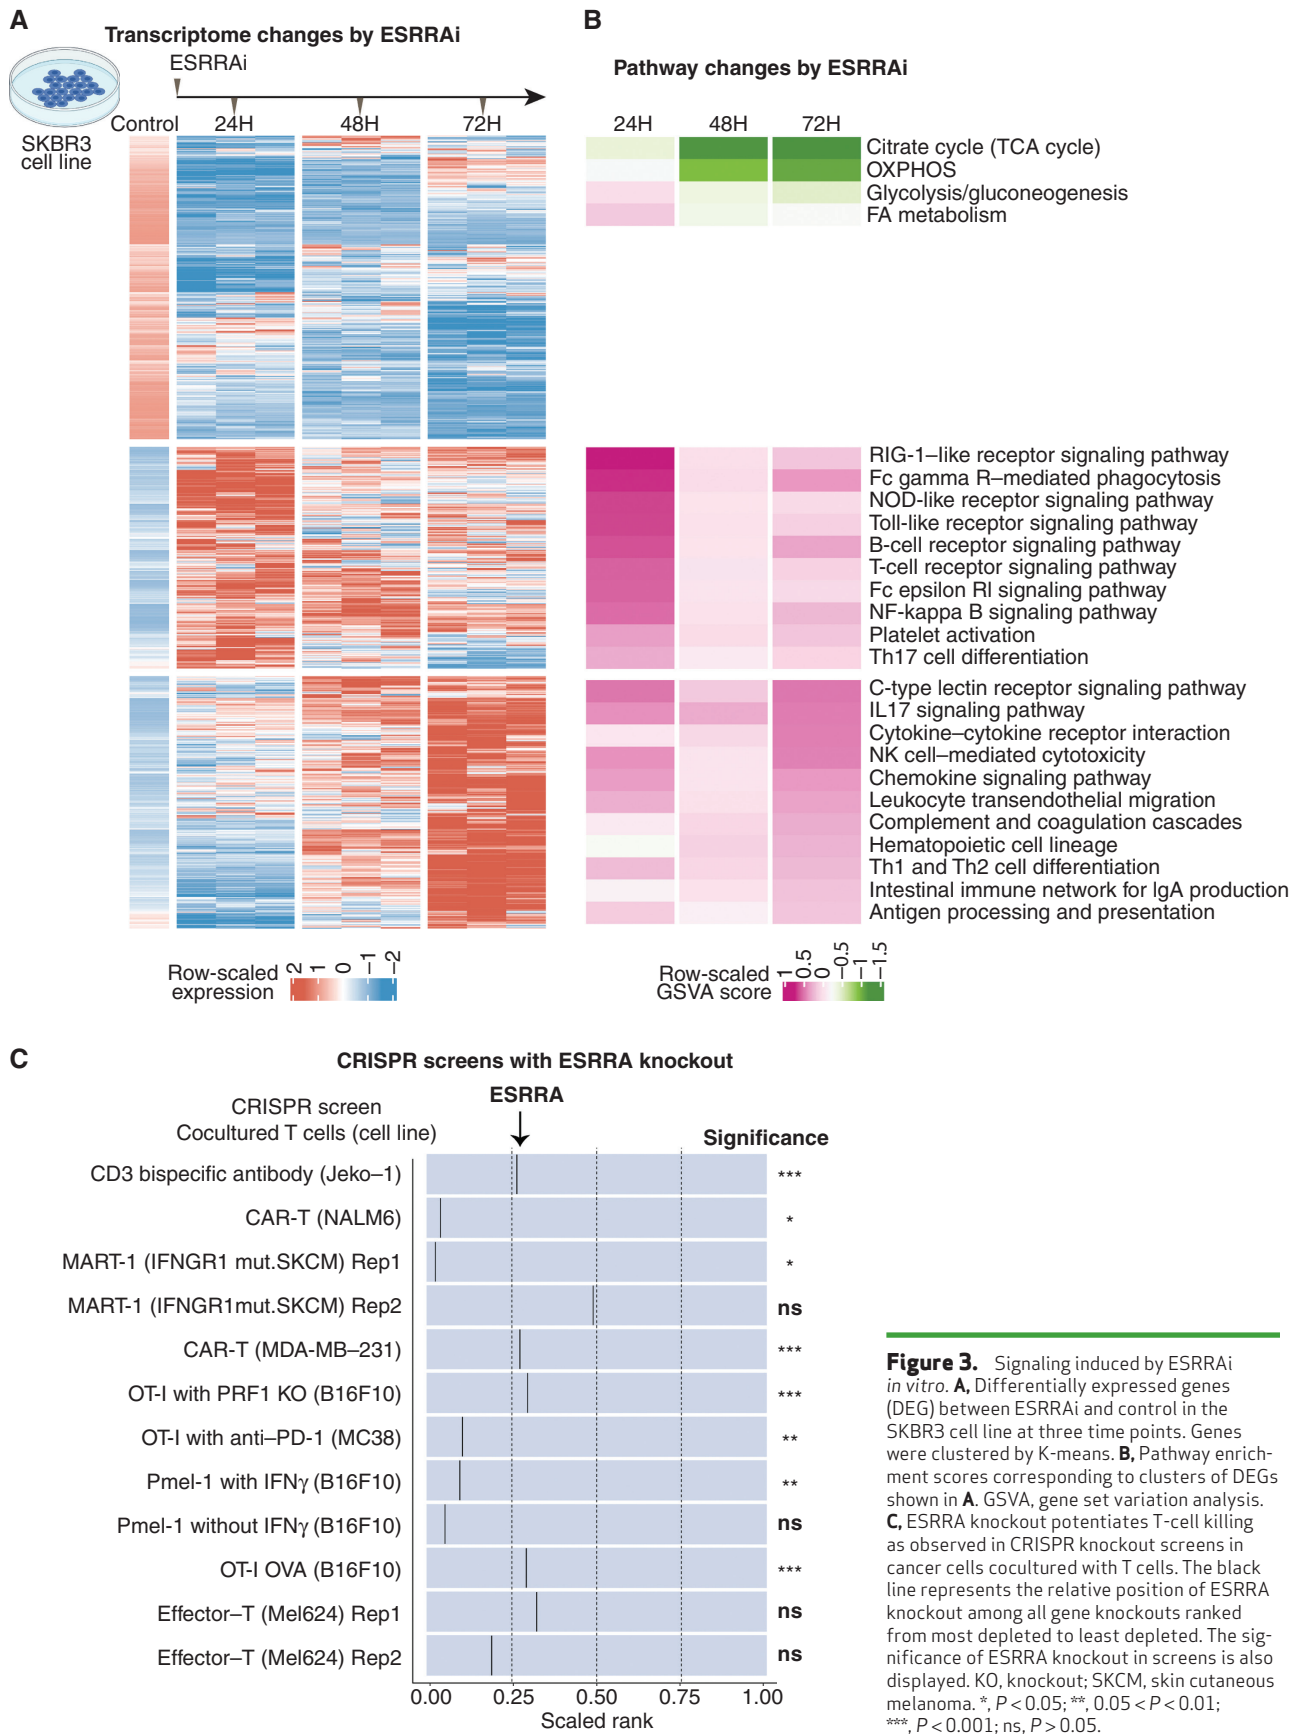 A
Transcriptome changes by ESRRAi
ESRRAi
Control
24H
48H
72H
SKBR3
cell line
Row-scaled
expression
2
1
0
–1
–2
B
Pathway changes by ESRRAi
24H
48H
72H
Citrate cycle (TCA cycle)
OXPHOS
Glycolysis/gluconeogenesis
FA metabolism
RIG-1–like receptor signaling pathway
Fc gamma R–mediated phagocytosis
NOD-like receptor signaling pathway
Toll-like receptor signaling pathway
B-cell receptor signaling pathway
T-cell receptor signaling pathway
Fc epsilon RI signaling pathway
NF-kappa B signaling pathway
Platelet activation
Th17 cell differentiation
C-type lectin receptor signaling pathway
IL17 signaling pathway
Cytokine–cytokine receptor interaction
NK cell–mediated cytotoxicity
Chemokine signaling pathway
Leukocyte transendothelial migration
Complement and coagulation cascades
Hematopoietic cell lineage
Th1 and Th2 cell differentiation
Intestinal immune network for IgA production
Antigen processing and presentation
Row-scaled
GSVA score
1
0.5
0
–0.5
–1
–1.5
C
CRISPR screens with ESRRA knockout
ESRRA
CRISPR screen
Cocultured T cells (cell line)
Significance
CD3 bispecific antibody (Jeko–1) ***
CAR-T (NALM6) *
MART-1 (IFNGR1 mut.SKCM) Rep1 *
MART-1 (IFNGR1mut.SKCM) Rep2 ns
CAR-T (MDA-MB–231) ***
OT-I with PRF1 KO (B16F10) ***
OT-I with anti–PD-1 (MC38) **
Pmel-1 with IFNγ (B16F10) **
Pmel-1 without IFNγ (B16F10) ns
OT-I OVA (B16F10) ***
Effector–T (Mel624) Rep1 ns
Effector–T (Mel624) Rep2 ns
0.00 0.25 0.50 0.75 1.00
Scaled rank
Figure 3. Signaling induced by ESRRAi
in vitro. A, Differentially expressed genes
(DEG) between ESRRAi and control in the
SKBR3 cell line at three time points. Genes
were clustered by K-means. B, Pathway enrich-
ment scores corresponding to clusters of DEGs
shown in A. GSVA, gene set variation analysis.
C, ESRRA knockout potentiates T-cell killing
as observed in CRISPR knockout screens in
cancer cells cocultured with T cells. The black
line represents the relative position of ESRRA
knockout among all gene knockouts ranked
from most depleted to least depleted. The sig-
nificance of ESRRA knockout in screens is also
displayed. KO, knockout; SKCM, skin cutaneous
melanoma. *, P < 0.05; **, 0.05 < P < 0.01;
***, P < 0.001; ns, P > 0.05.